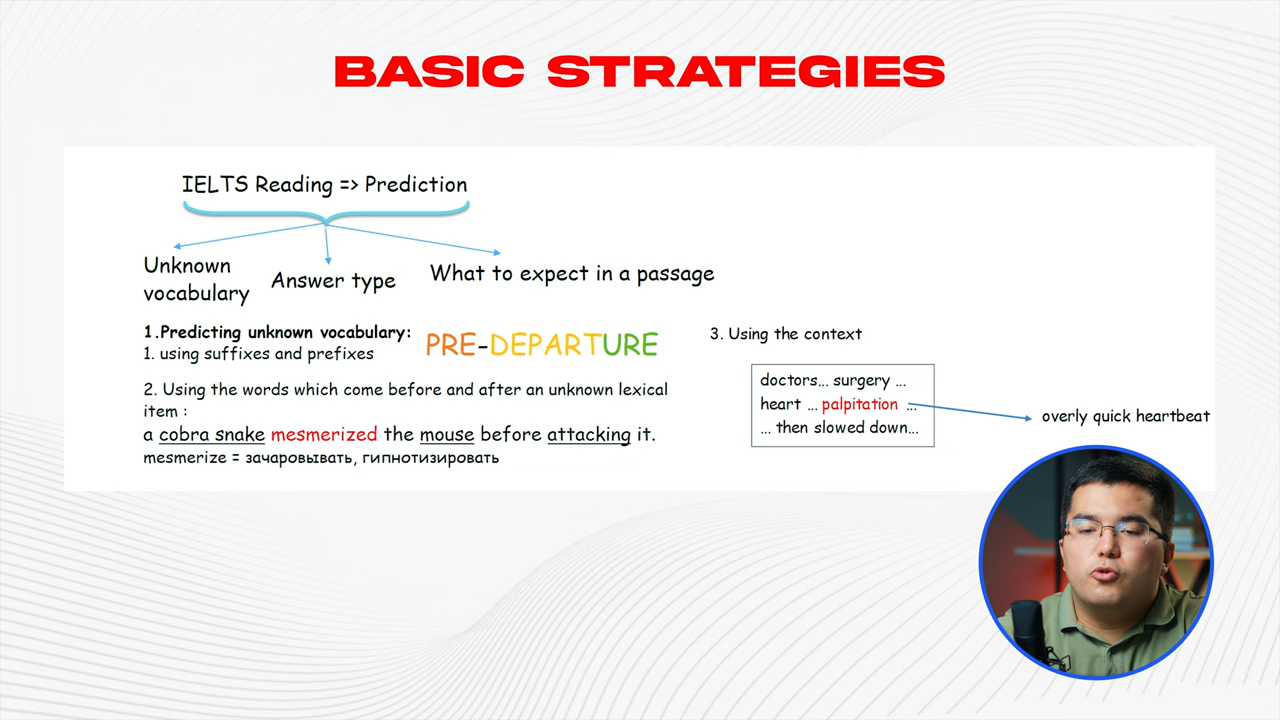 BASIC STRATEGIES
IELTS Reading => Prediction
Unknown
vocabulary
Answer type
What to expect in a passage
1.Predicting unknown vocabulary:
1. using suffixes and prefixes
PRE-DEPARTURE
2. Using the words which come before and after an unknown lexical
item :
a cobra snake mesmerized the mouse before attacking it.
mesmerize = зачаровывать, гипнотизировать
3. Using the context
doctors... surgery ...
heart ... palpitation ...
... then slowed down...
overly quick heartbeat